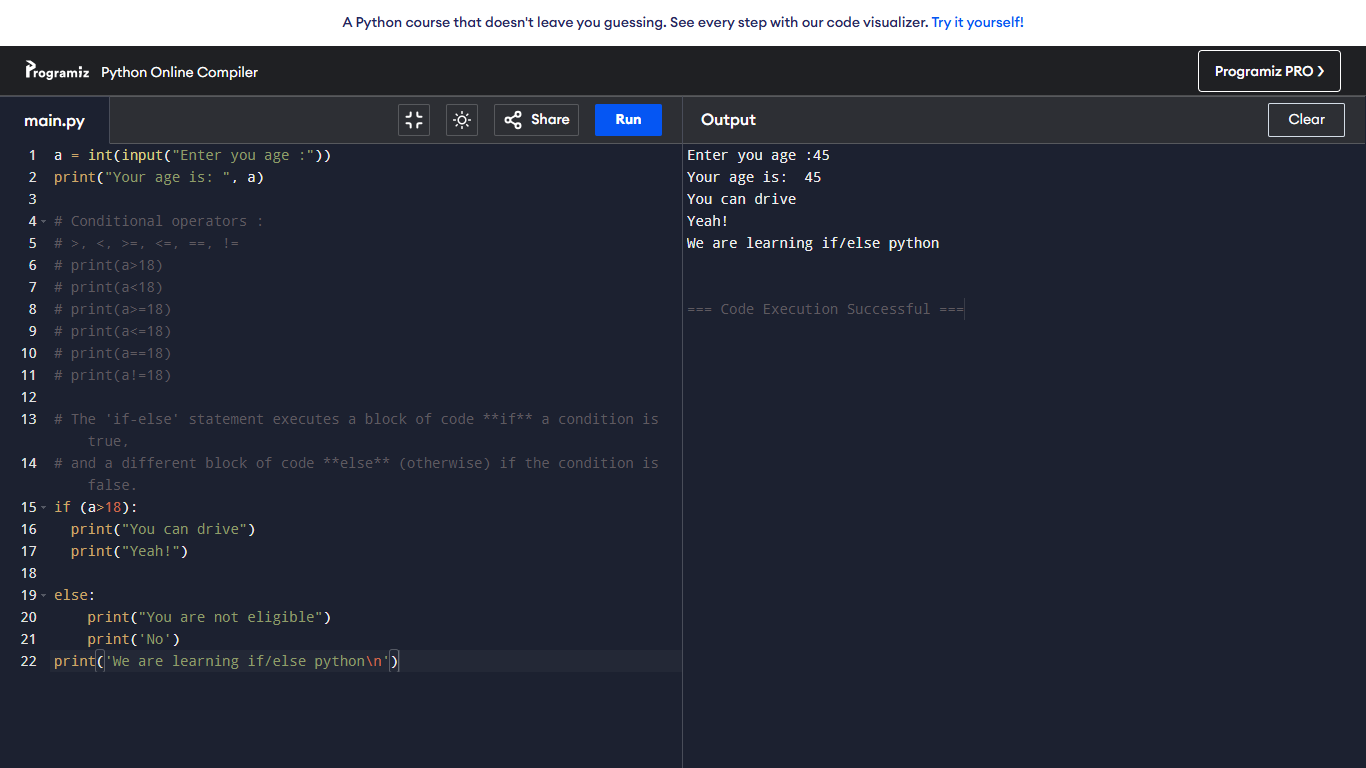 A Python course that doesn't leave you guessing. See every step with our code visualizer. Try it yourself!
Programiz Python Online Compiler
Programiz PRO ❯
main.py
Share
Run
Output
Clear
1 a = int(input("Enter you age :"))
2 print("Your age is: ", a)
3
4 # Conditional operators :
5 # >, <, >=, <=, ==, !=
6 # print(a>18)
7 # print(a<18)
8 # print(a>=18)
9 # print(a<=18)
10 # print(a==18)
11 # print(a!=18)
12
13 # The 'if-else' statement executes a block of code **if** a condition is
true,
14 # and a different block of code **else** (otherwise) if the condition is
false.
15 if (a>18):
16   print("You can drive")
17   print("Yeah!")
18
19 else:
20     print("You are not eligible")
21     print('No')
22 print('We are learning if/else python\n')
Enter you age :45
Your age is:  45
You can drive
Yeah!
We are learning if/else python
=== Code Execution Successful ===